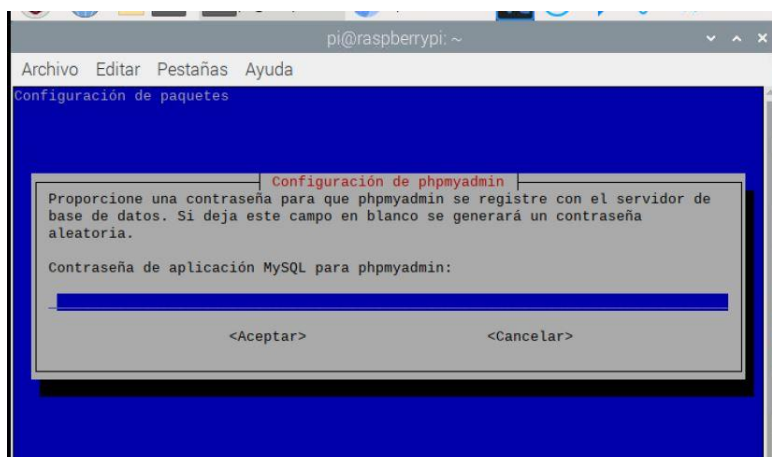 pi@raspberrypi: ~
Archivo Editar Pestañas Ayuda
Configuración de paquetes
Configuración de phpmyadmin
Proporcione una contraseña para que phpmyadmin se registre con el servidor de
base de datos. Si deja este campo en blanco se generará un contraseña
aleatoria.
Contraseña de aplicación MySQL para phpmyadmin:
<Aceptar> <Cancelar>